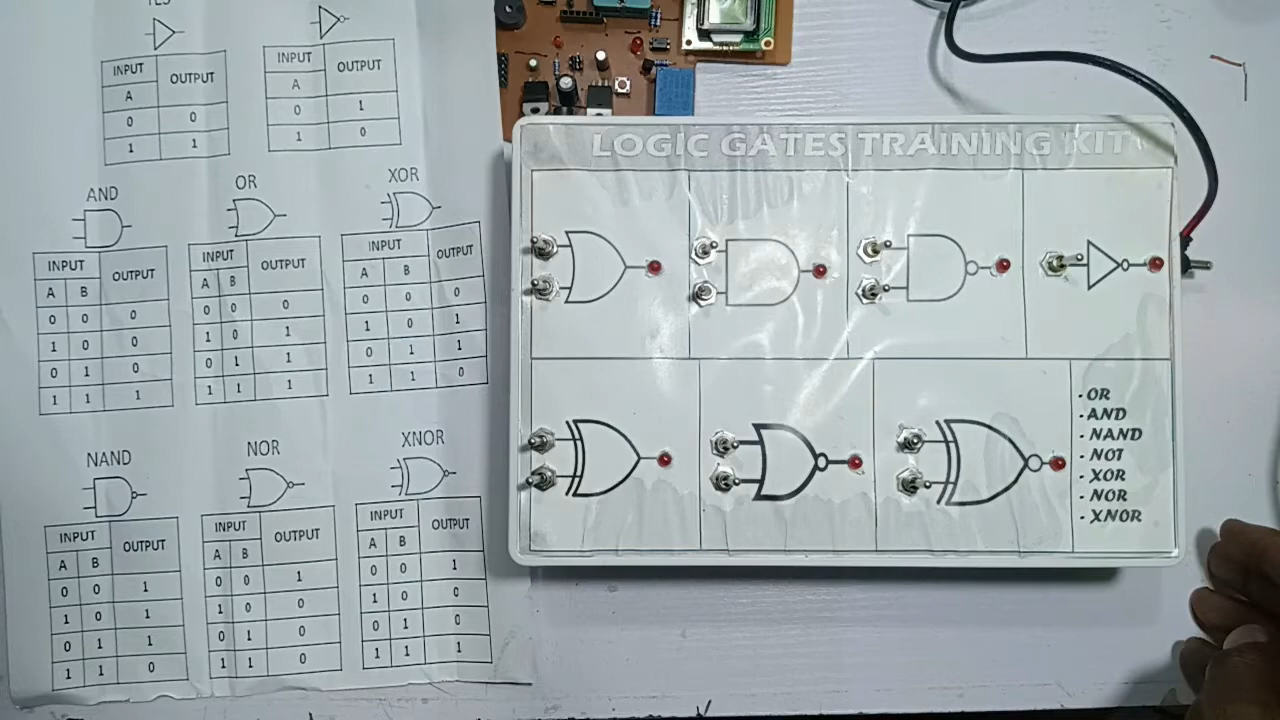 YES
INPUT OUTPUT
A
0 0
1 1
INPUT OUTPUT
A
0 1
1 0
AND
INPUT OUTPUT
A B
0 0 0
1 0 0
0 1 0
1 1 1
OR
INPUT OUTPUT
A B
0 0 0
1 0 1
0 1 1
1 1 1
XOR
INPUT OUTPUT
A B
0 0 0
1 0 1
0 1 1
1 1 0
NAND
INPUT OUTPUT
A B
0 0 1
1 0 1
0 1 1
1 1 0
NOR
INPUT OUTPUT
A B
0 0 1
1 0 0
0 1 0
1 1 0
XNOR
INPUT OUTPUT
A B
0 0 1
1 0 0
0 1 0
1 1 1
LOGIC GATES TRAINING KIT
- OR
- AND
- NAND
- NOT
- XOR
- NOR
- XNOR